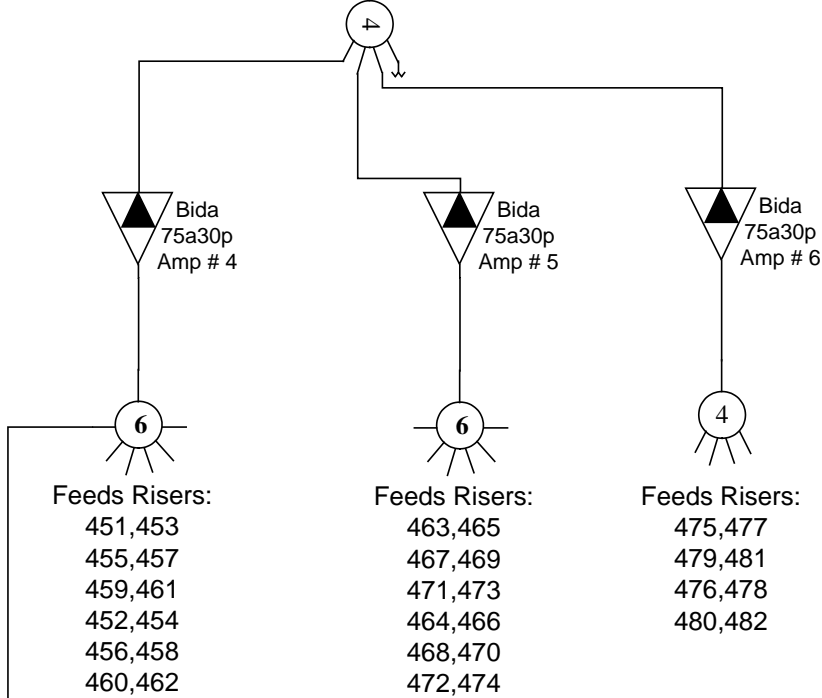 4
Bida
75a30p
Amp # 4
Bida
75a30p
Amp # 5
Bida
75a30p
Amp # 6
6
6
4
Feeds Risers:
451,453
455,457
459,461
452,454
456,458
460,462
Feeds Risers:
463,465
467,469
471,473
464,466
468,470
472,474
Feeds Risers:
475,477
479,481
476,478
480,482